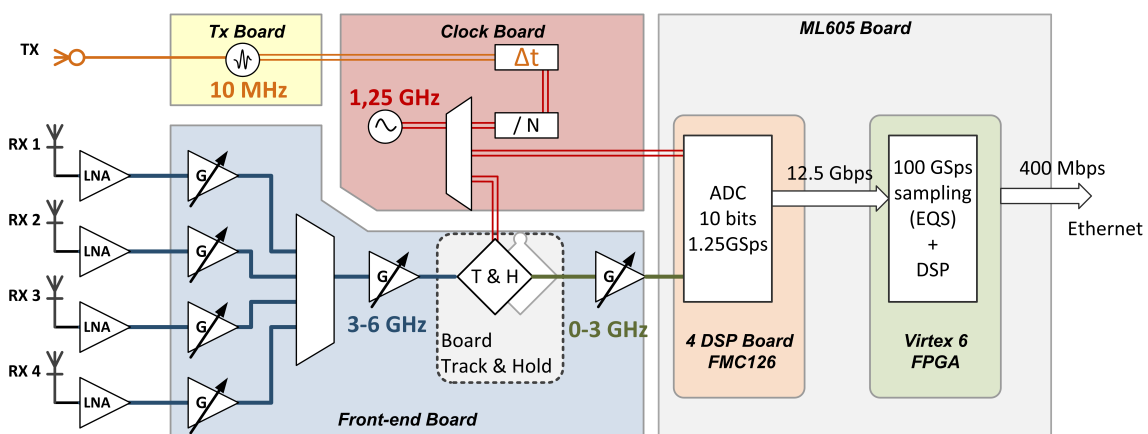 Tx Board
Clock Board
ML605 Board
TX
Δt
10 MHz
1,25 GHz
/ N
RX 1
LNA
G
RX 2
LNA
G
RX 3
LNA
G
RX 4
LNA
G
G
3-6 GHz
T & H
G
0-3 GHz
Board
Track & Hold
Front-end Board
ADC
10 bits
1.25GSps
4 DSP Board
FMC126
12.5 Gbps
100 GSps
sampling
(EQS)
+
DSP
Virtex 6
FPGA
400 Mbps
Ethernet